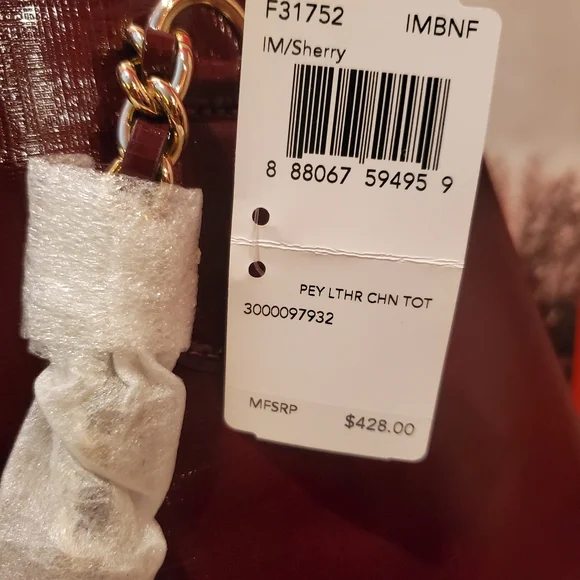 F31752 IMBNF
IM/Sherry
8 88067 59495 9
PEY LTHR CHN TOT
3000097932
MFSRP $428.00